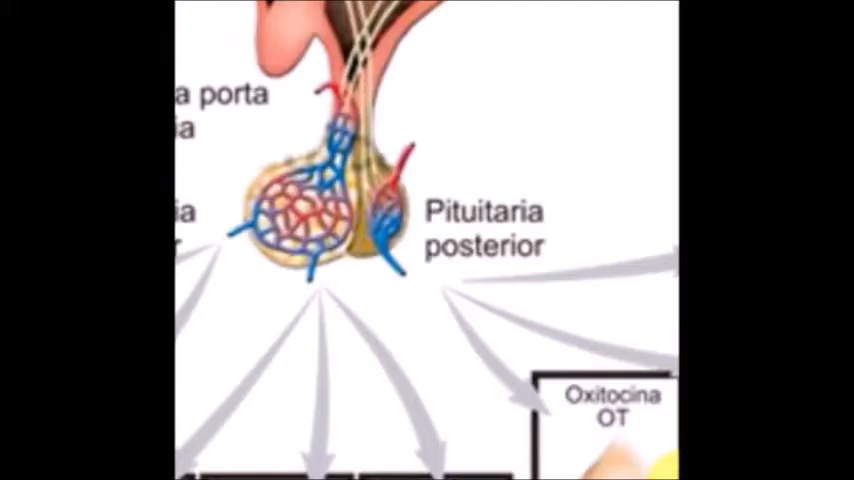 a porta
ia
ia
r
Pituitaria
posterior
Oxitocina
OT